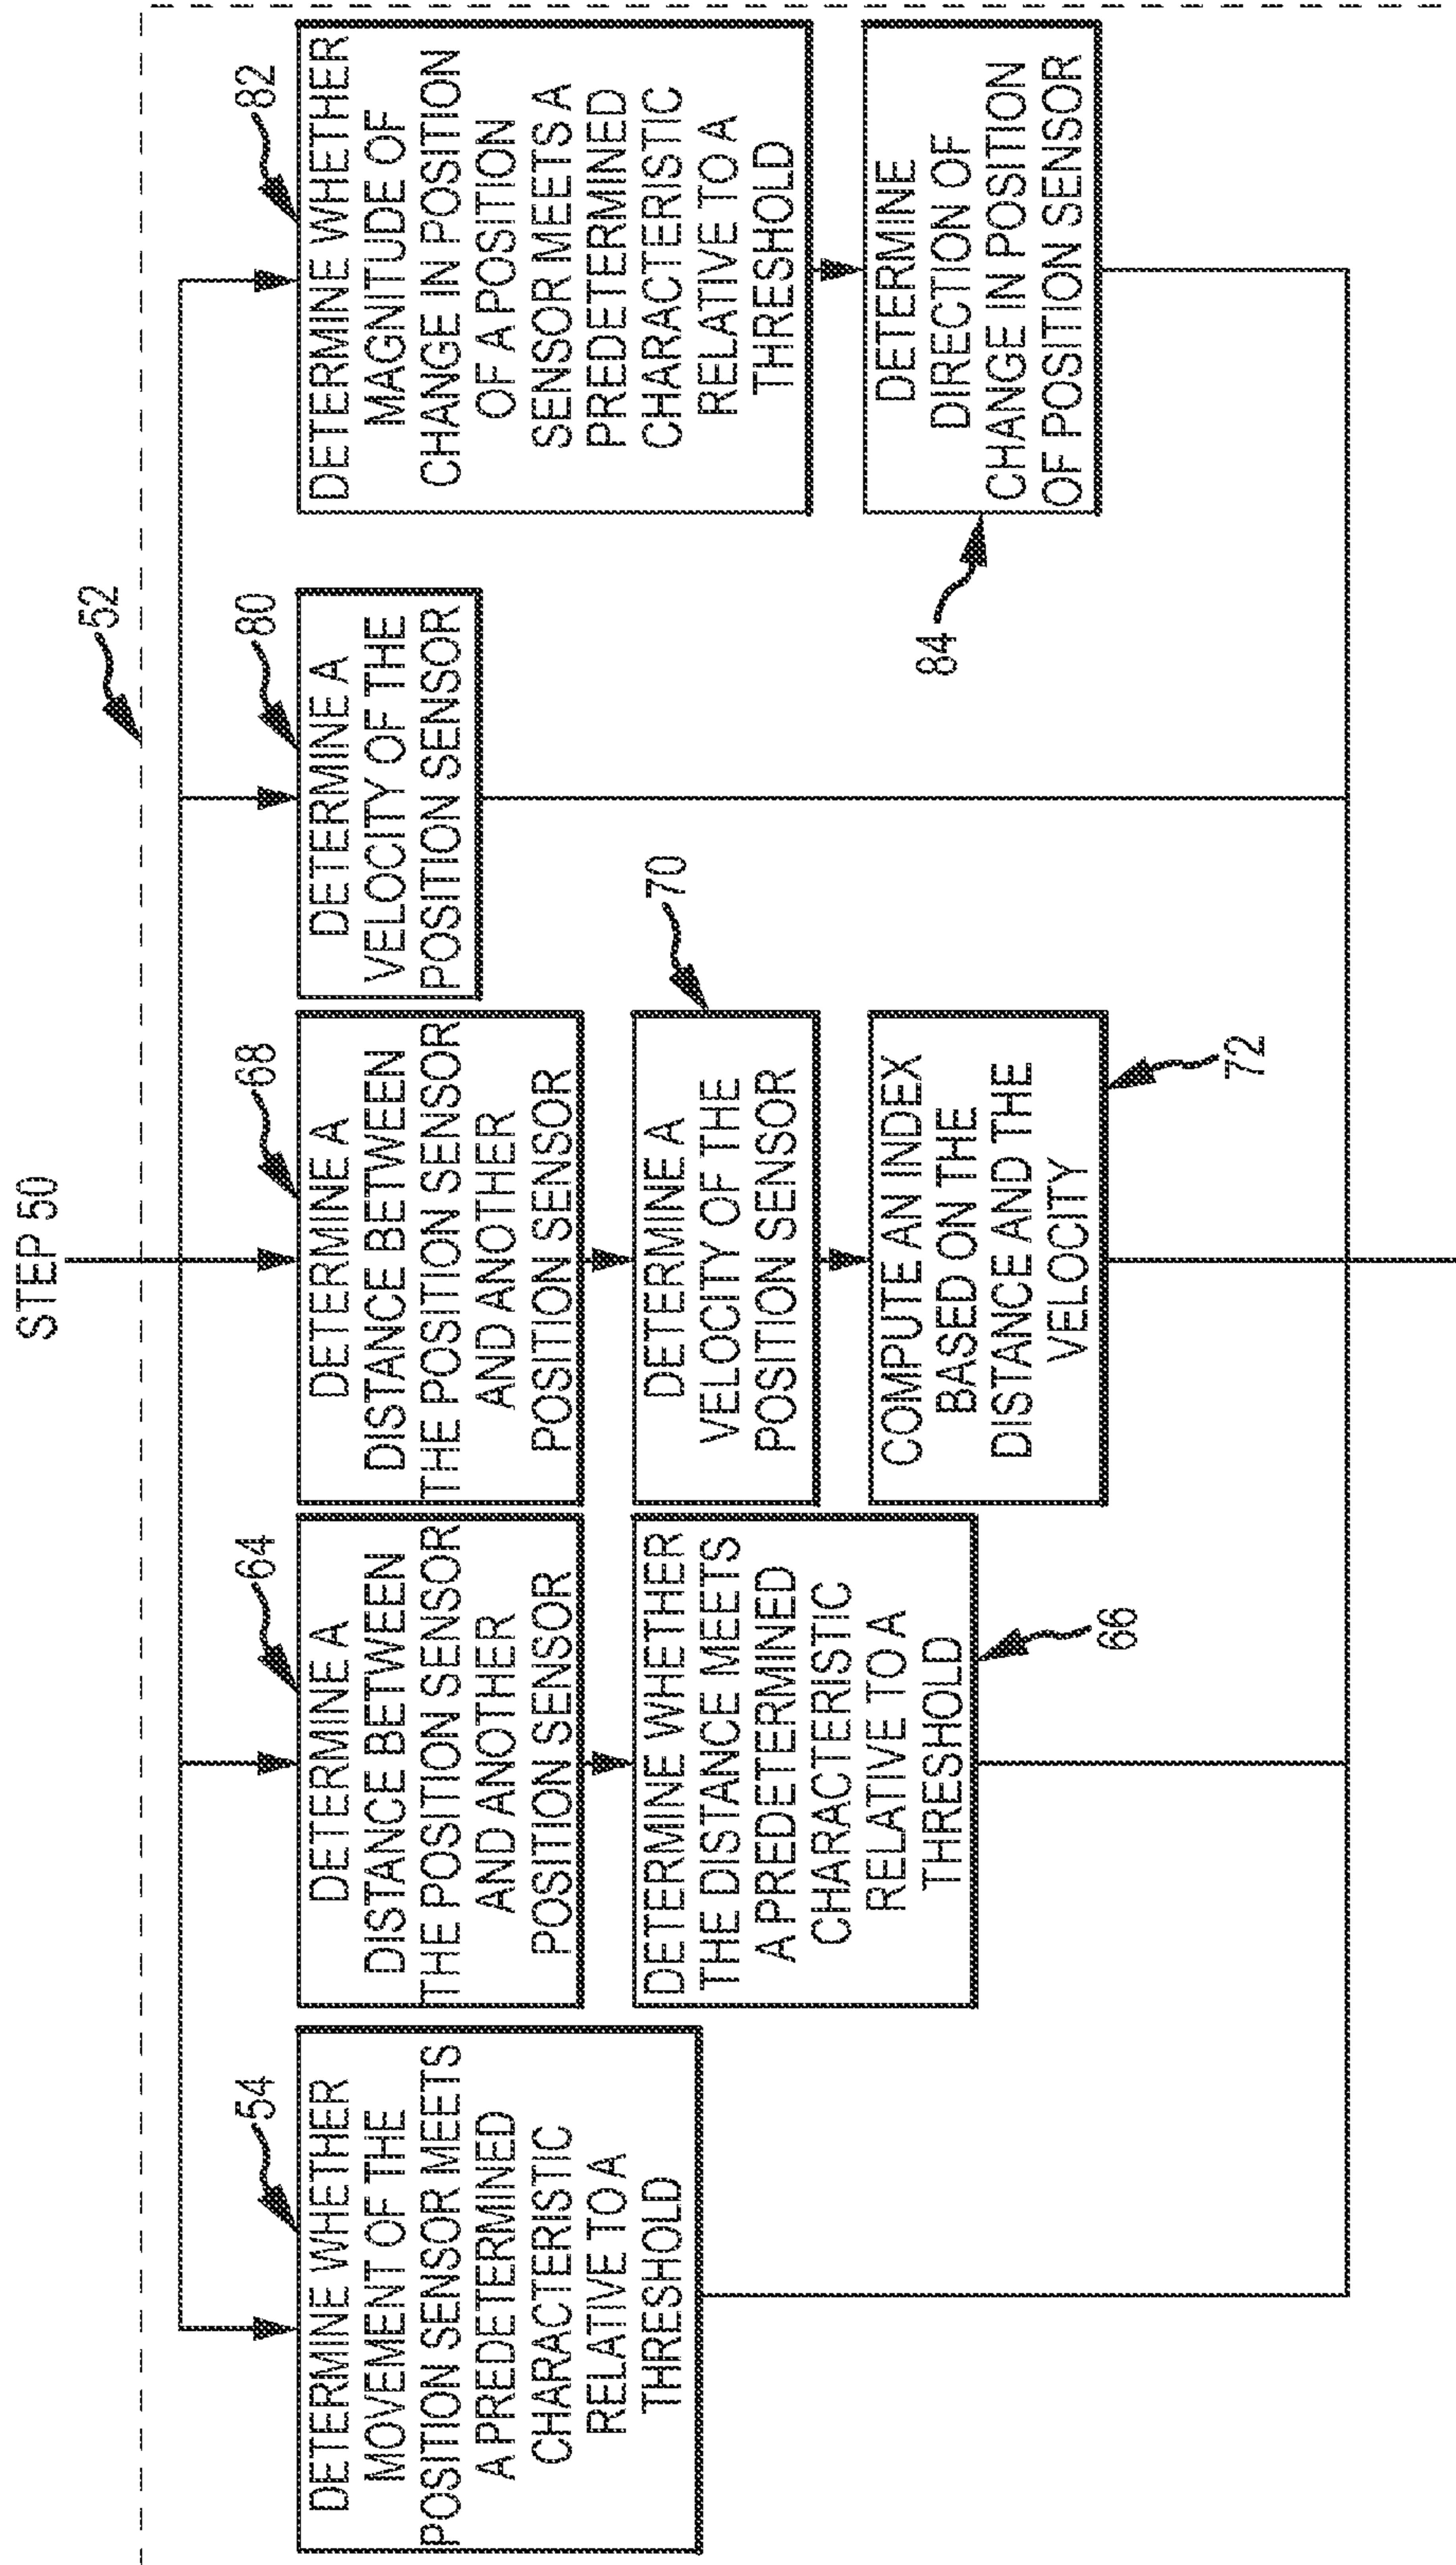 STEP 50
52
54
DETERMINE WHETHER
MOVEMENT OF THE
POSITION SENSOR MEETS
A PREDETERMINED
CHARACTERISTIC
RELATIVE TO A
THRESHOLD
64
DETERMINE A
DISTANCE BETWEEN
THE POSITION SENSOR
AND ANOTHER
POSITION SENSOR
DETERMINE WHETHER
THE DISTANCE MEETS
A PREDETERMINED
CHARACTERISTIC
RELATIVE TO A
THRESHOLD
66
68
DETERMINE A
DISTANCE BETWEEN
THE POSITION SENSOR
AND ANOTHER
POSITION SENSOR
70
DETERMINE A
VELOCITY OF THE
POSITION SENSOR
COMPUTE AN INDEX
BASED ON THE
DISTANCE AND THE
VELOCITY
72
80
DETERMINE A
VELOCITY OF THE
POSITION SENSOR
82
DETERMINE WHETHER
MAGNITUDE OF
CHANGE IN POSITION
OF A POSITION
SENSOR MEETS A
PREDETERMINED
CHARACTERISTIC
RELATIVE TO A
THRESHOLD
84
DETERMINE
DIRECTION OF
CHANGE IN POSITION
OF POSITION SENSOR